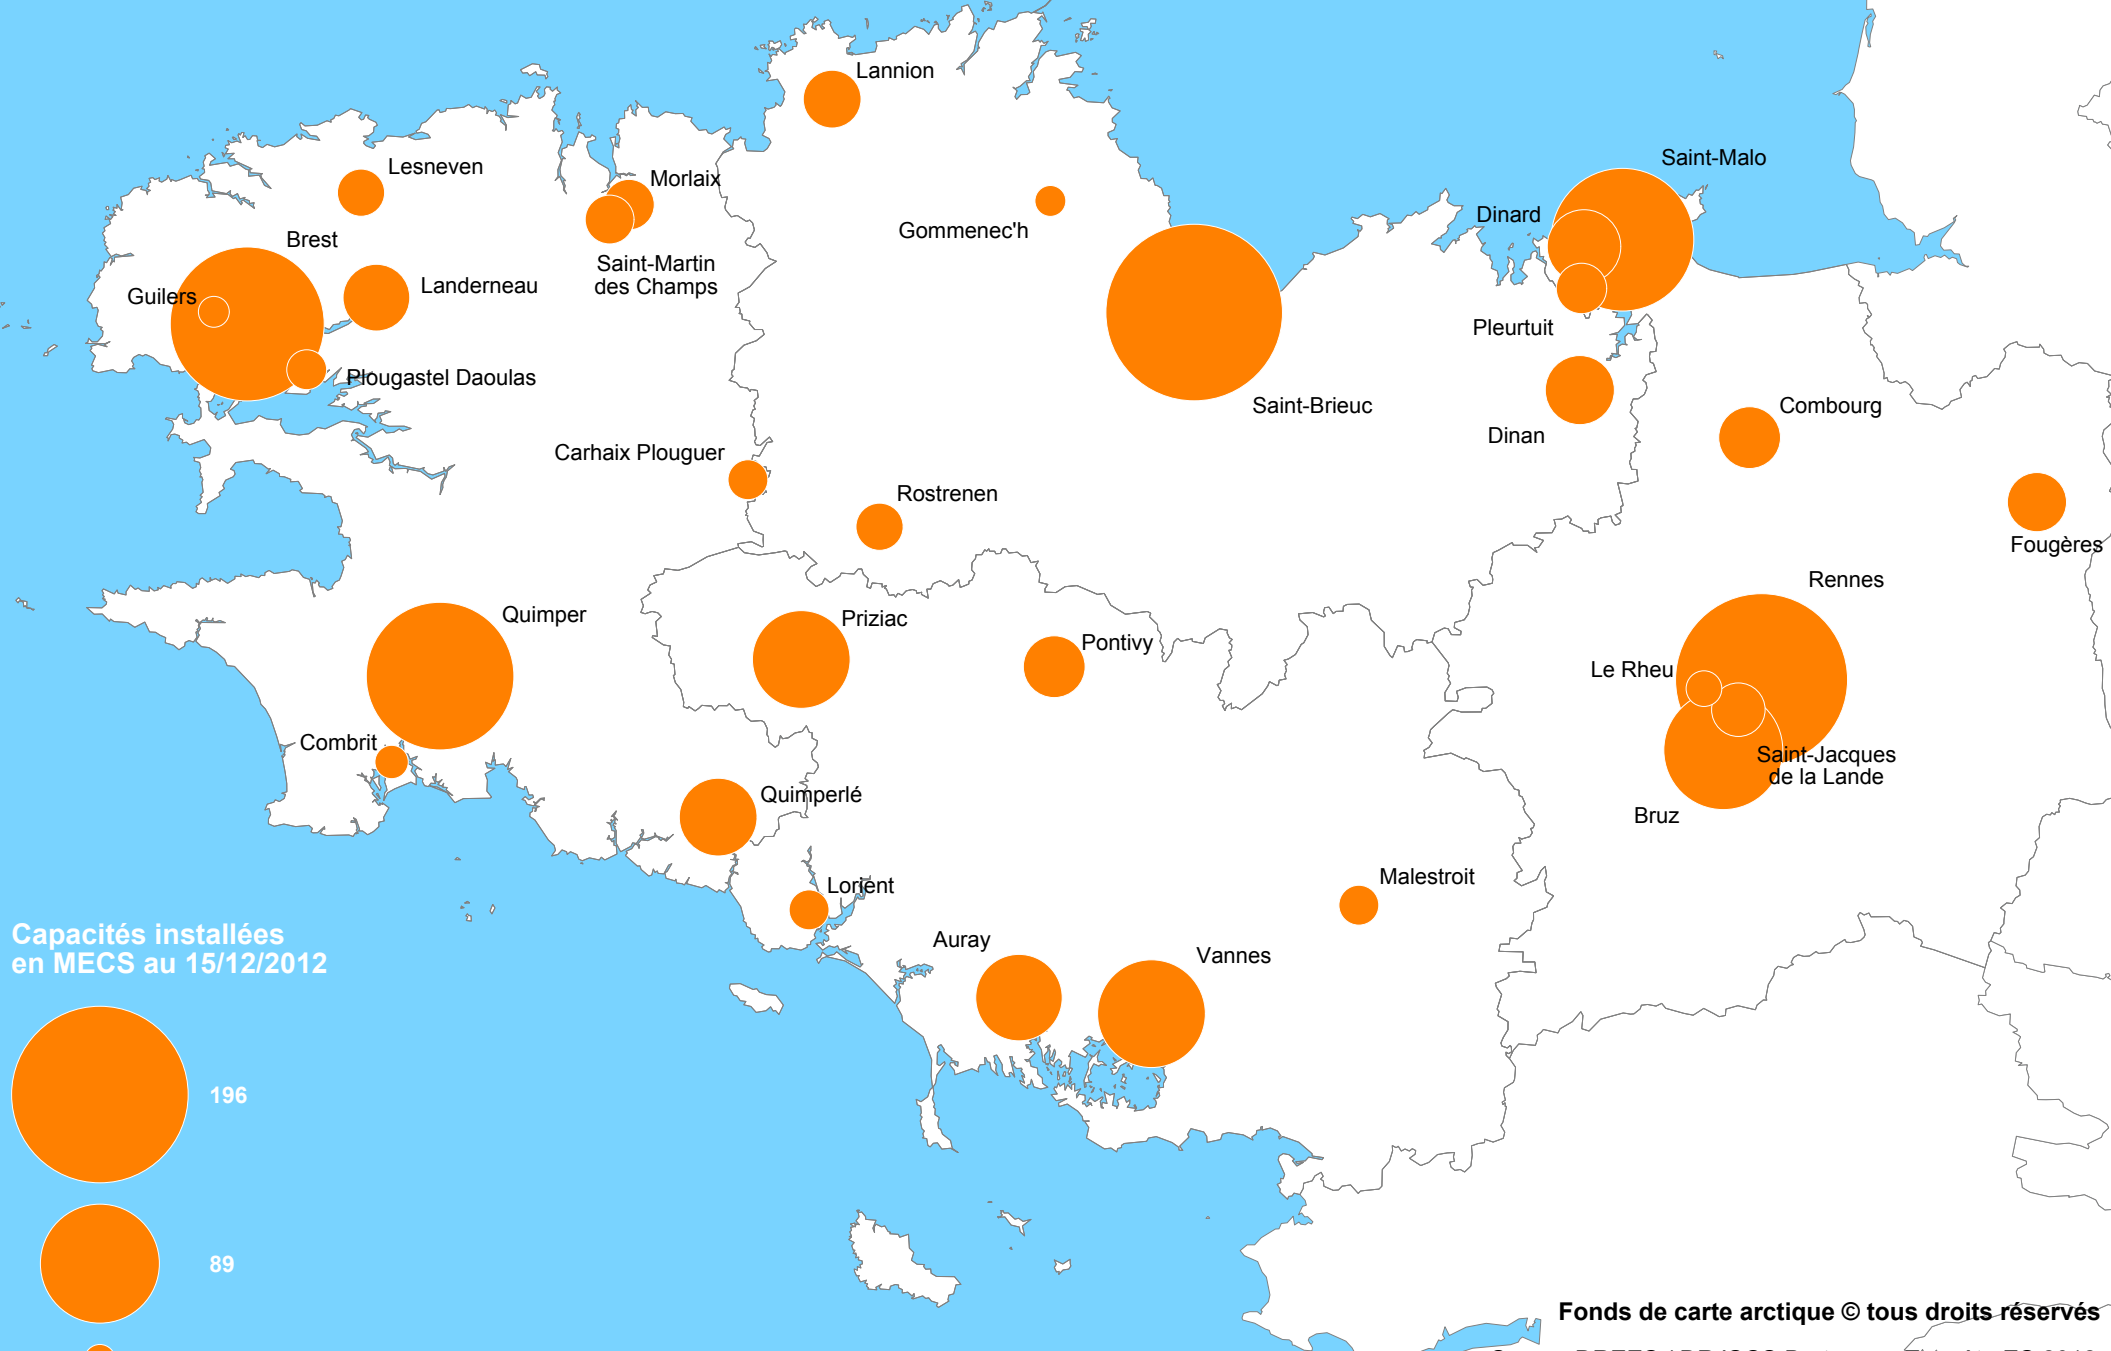 Lannion
Saint-Malo
Lesneven
Morlaix
Dinard
Gommenec'h
Brest
Saint-Martin
des Champs
Landerneau
Guilers
Pleurtuit
Plougastel Daoulas
Saint-Brieuc
Combourg
Dinan
Carhaix Plouguer
Rostrenen
Fougères
Rennes
Quimper
Priziac
Pontivy
Le Rheu
Combrit
Saint-Jacques
de la Lande
Quimperlé
Bruz
Lorient
Malestroit
Auray
Vannes
Capacités installées
en MECS au 15/12/2012
196
89
Fonds de carte arctique © tous droits réservés